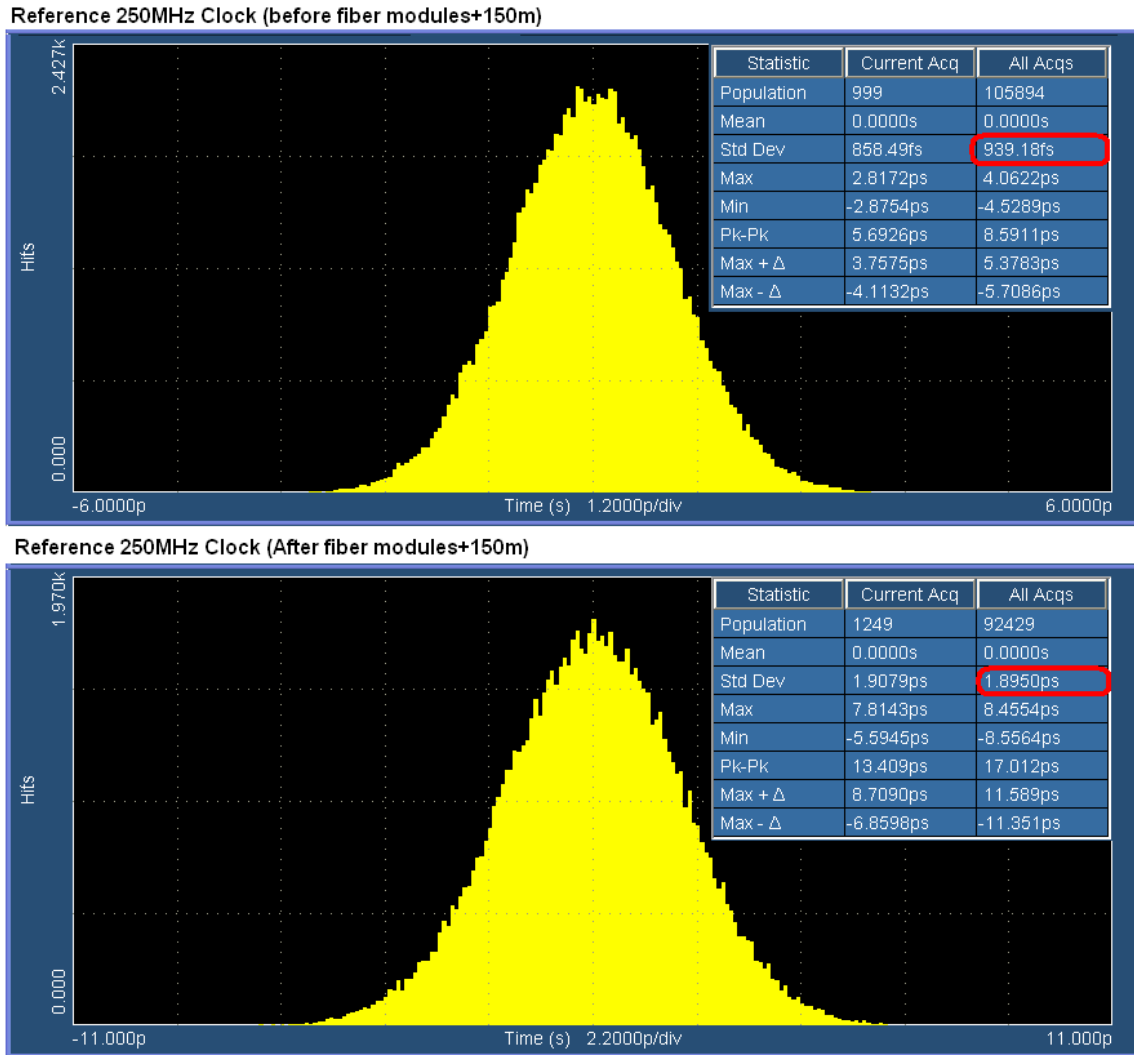 Reference 250MHz Clock (before fiber modules+150m)
2.427k
Hits
0.000
-6.0000p
Time (s) 1.2000p/div
6.0000p
Statistic Current Acq All Acqs
Population 999 105894
Mean 0.0000s 0.0000s
Std Dev 858.49fs 939.18fs
Max 2.8172ps 4.0622ps
Min -2.8754ps -4.5289ps
Pk-Pk 5.6926ps 8.5911ps
Max + Δ 3.7575ps 5.3783ps
Max - Δ -4.1132ps -5.7086ps
Reference 250MHz Clock (After fiber modules+150m)
1.970k
Hits
0.000
-11.000p
Time (s) 2.2000p/div
11.000p
Statistic Current Acq All Acqs
Population 1249 92429
Mean 0.0000s 0.0000s
Std Dev 1.9079ps 1.8950ps
Max 7.8143ps 8.4554ps
Min -5.5945ps -8.5564ps
Pk-Pk 13.409ps 17.012ps
Max + Δ 8.7090ps 11.589ps
Max - Δ -6.8598ps -11.351ps